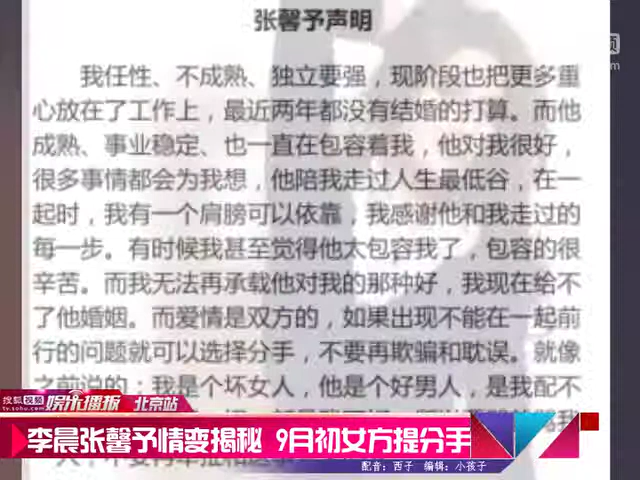 张馨予声明
频
.com
我任性、不成熟、独立要强，现阶段也把更多重
心放在了工作上，最近两年都没有结婚的打算。而他
成熟、事业稳定、也一直在包容着我，他对我很好，
很多事情都会为我想，他陪我走过人生最低谷，在一
起时，我有一个肩膀可以依靠，我感谢他和我走过的
每一步。有时候我甚至觉得他太包容我了，包容的很
辛苦。而我无法再承载他对我的那种好，我现在给不
了他婚姻。而爱情是双方的，如果出现不能在一起前
行的问题就可以选择分手，不要再欺骗和耽误。就像
之前说的：我是个坏女人，他是个好男人，是我配不
搜狐视频 娱乐播报 北京站
tv.sohu.com
李晨张馨予情变揭秘 9月初女方提分手
配音：西子 编辑：小孩子